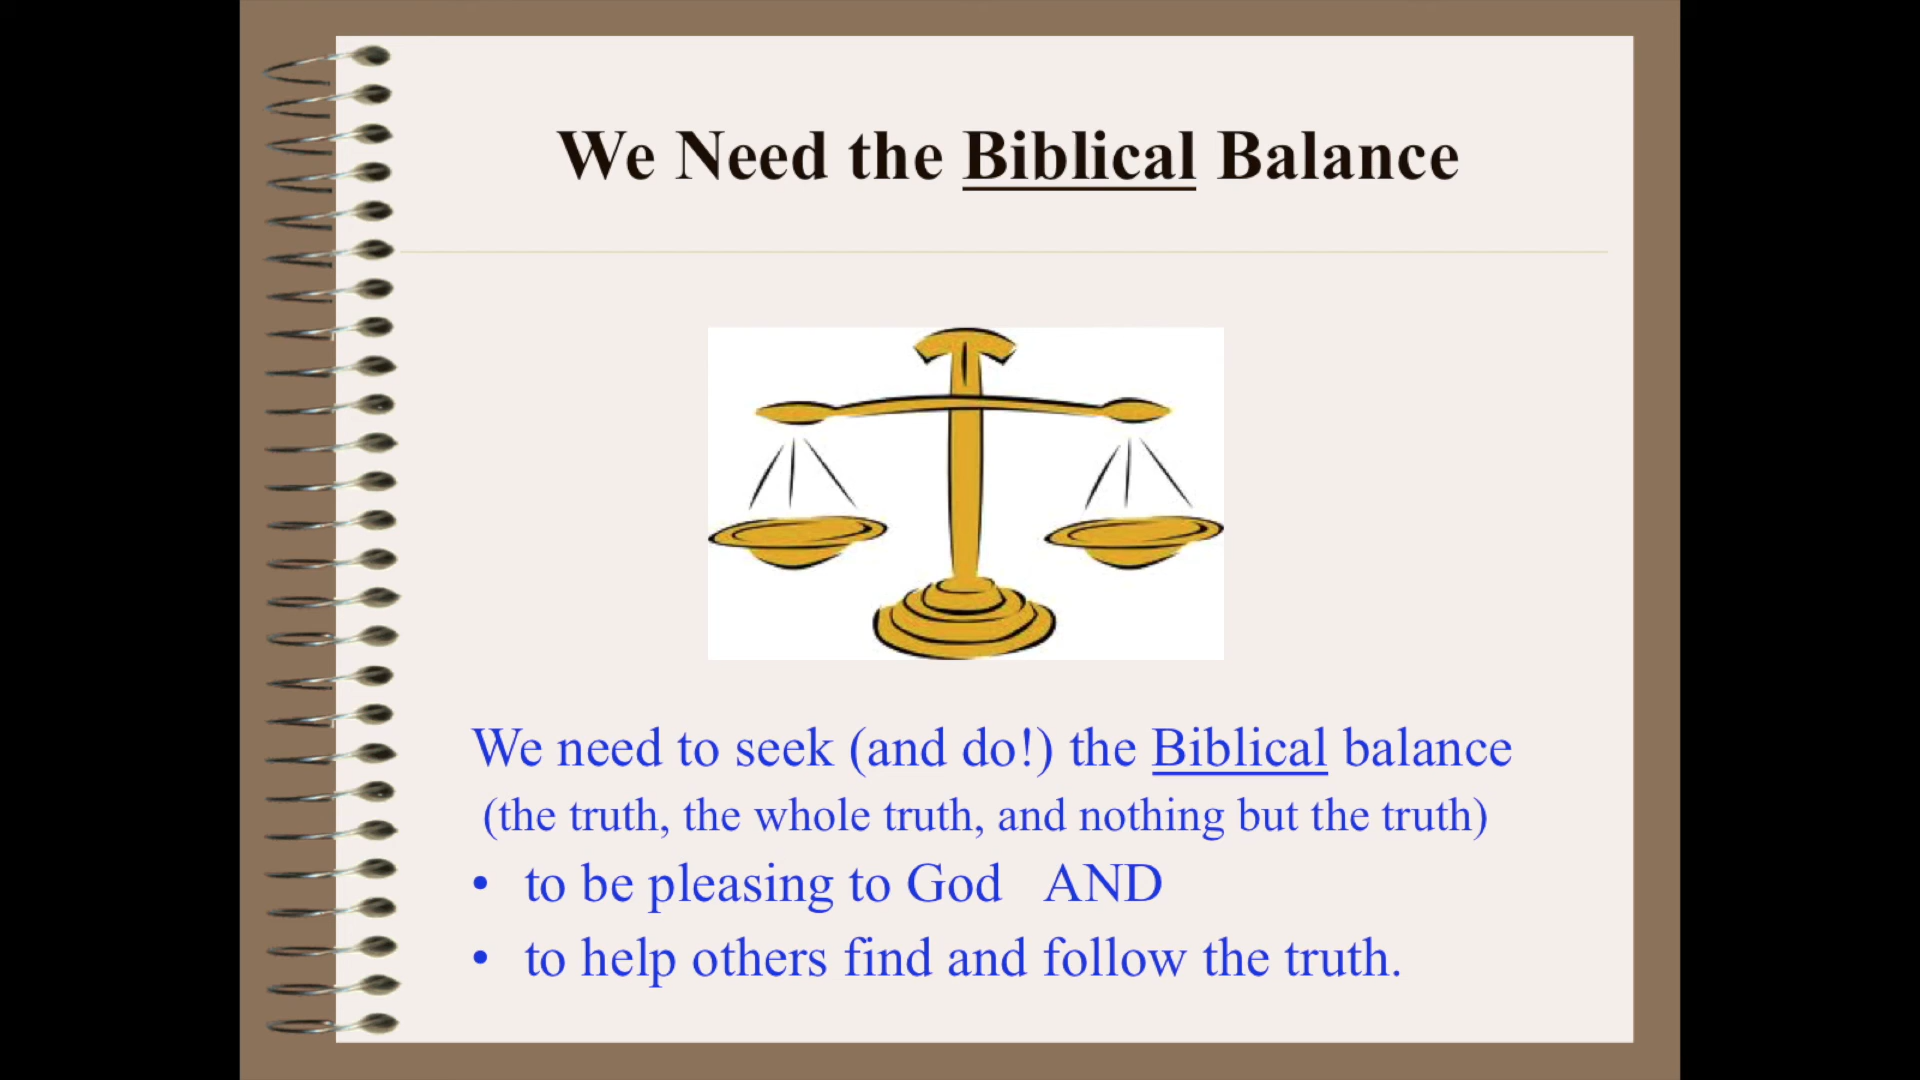 We Need the Biblical Balance
We need to seek (and do!) the Biblical balance
(the truth, the whole truth, and nothing but the truth)
• to be pleasing to God AND
• to help others find and follow the truth.